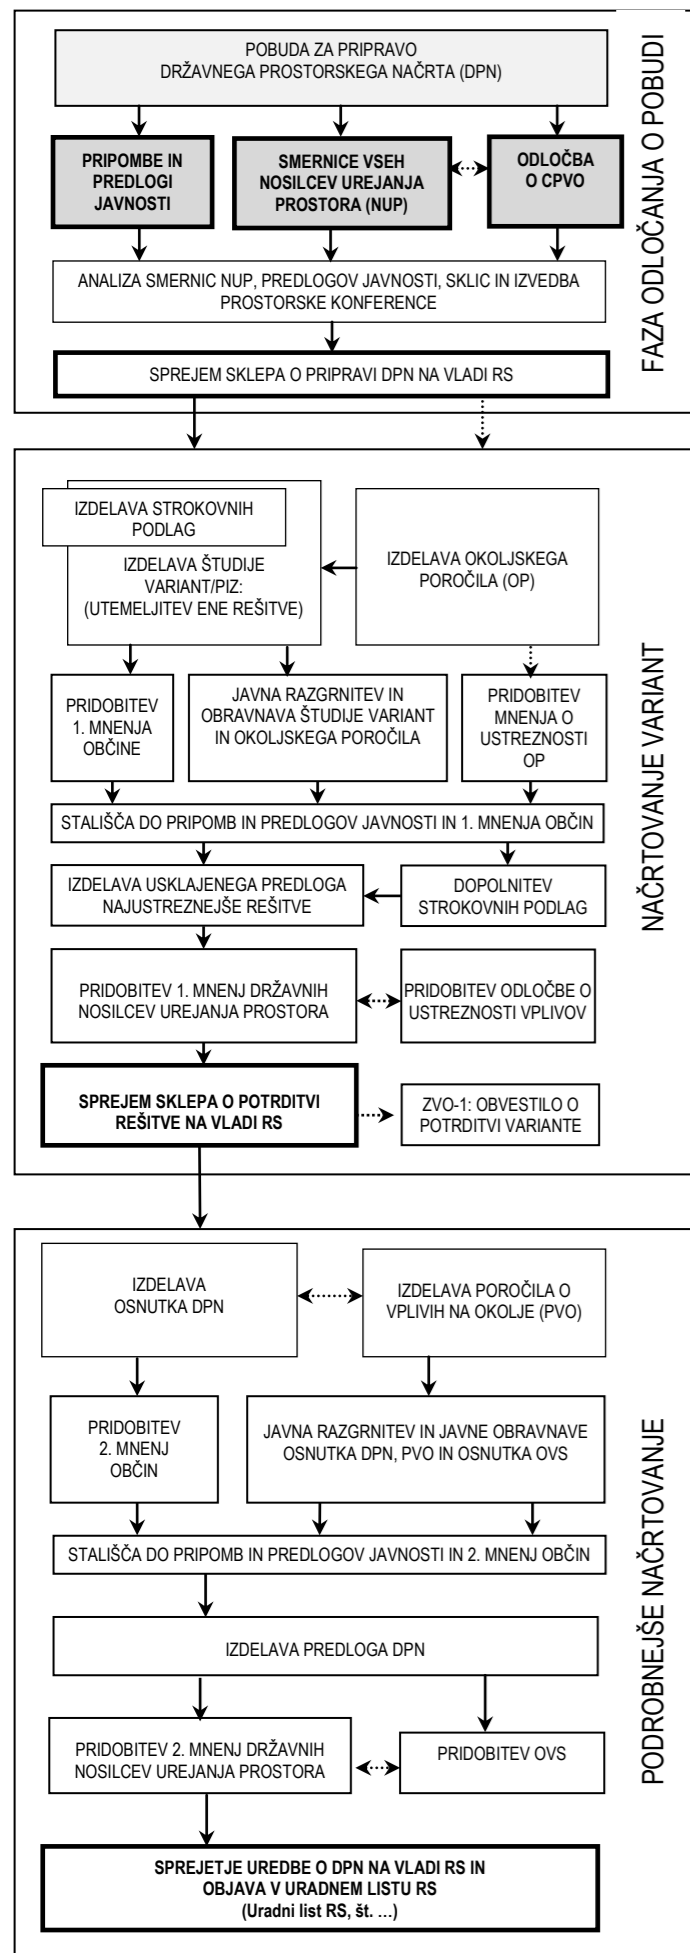 POBUDA ZA PRIPRAVO
DRŽAVNEGA PROSTORSKEGA NAČRTA (DPN)
PRIPOMBE IN
PREDLOGI
JAVNOSTI
SMERNICE VSEH
NOSILCEV UREJANJA
PROSTORA (NUP)
ODLOČBA
O CPVO
ANALIZA SMERNIC NUP, PREDLOGOV JAVNOSTI, SKLIC IN IZVEDBA
PROSTORSKE KONFERENCE
SPREJEM SKLEPA O PRIPRAVI DPN NA VLADI RS
FAZA ODLOČANJA O POBUDI
IZDELAVA STROKOVNIH
PODLAG
IZDELAVA ŠTUDIJE
VARIANT/PIZ:
(UTEMELJITEV ENE REŠITVE)
IZDELAVA OKOLJSKEGA
POROČILA (OP)
PRIDOBITEV
1. MNENJA
OBČINE
JAVNA RAZGRNITEV IN
OBRAVNAVA ŠTUDIJE VARIANT
IN OKOLJSKEGA POROČILA
PRIDOBITEV
MNENJA O
USTREZNOSTI
OP
STALIŠČA DO PRIPOMB IN PREDLOGOV JAVNOSTI IN 1. MNENJA OBČIN
IZDELAVA USKLAJENEGA PREDLOGA
NAJUSTREZNEJŠE REŠITVE
DOPOLNITEV
STROKOVNIH PODLAG
PRIDOBITEV 1. MNENJ DRŽAVNIH
NOSILCEV UREJANJA PROSTORA
PRIDOBITEV ODLOČBE O
USTREZNOSTI VPLIVOV
SPREJEM SKLEPA O POTRDITVI
REŠITVE NA VLADI RS
ZVO-1: OBVESTILO O
POTRDITVI VARIANTE
NAČRTOVANJE VARIANT
IZDELAVA
OSNUTKA DPN
IZDELAVA POROČILA O
VPLIVIH NA OKOLJE (PVO)
PRIDOBITEV
2. MNENJ
OBČIN
JAVNA RAZGRNITEV IN JAVNE OBRAVNAVE
OSNUTKA DPN, PVO IN OSNUTKA OVS
STALIŠČA DO PRIPOMB IN PREDLOGOV JAVNOSTI IN 2. MNENJ OBČIN
IZDELAVA PREDLOGA DPN
PRIDOBITEV 2. MNENJ DRŽAVNIH
NOSILCEV UREJANJA PROSTORA
PRIDOBITEV OVS
SPREJETJE UREDBE O DPN NA VLADI RS IN
OBJAVA V URADNEM LISTU RS
(Uradni list RS, št. …)
PODROBNEJŠE NAČRTOVANJE